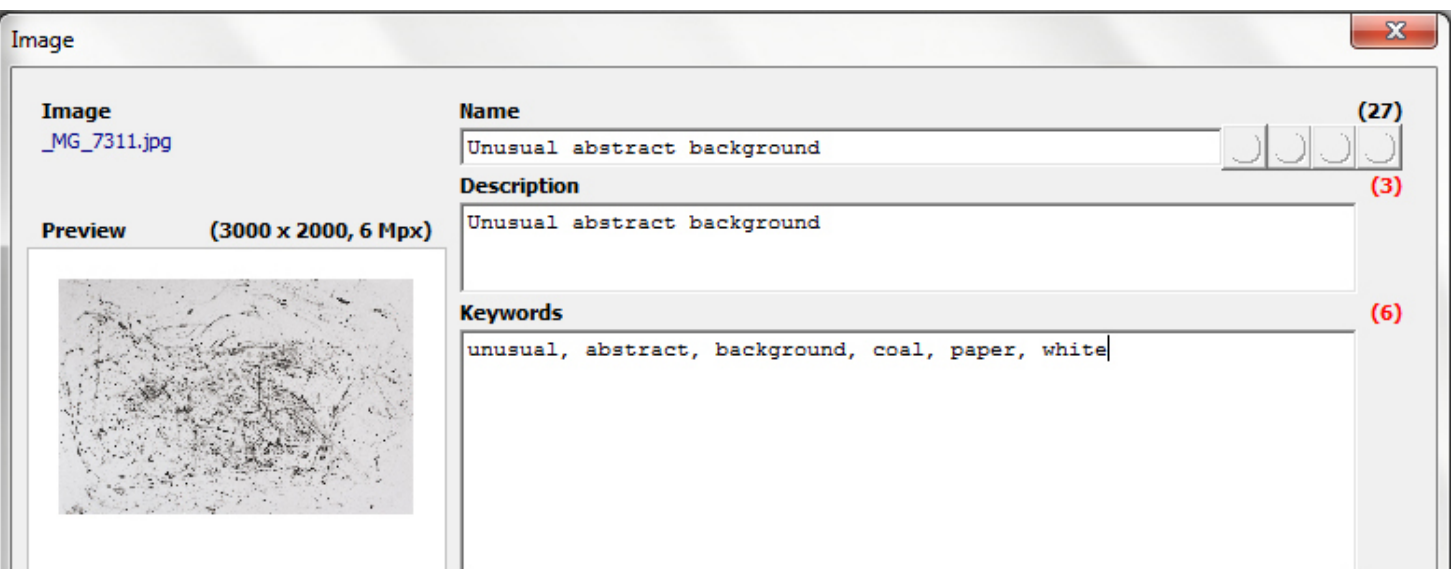 Image
Image
_MG_7311.jpg
Preview (3000 x 2000, 6 Mpx)
Name (27)
Unusual abstract background
Description (3)
Unusual abstract background
Keywords (6)
unusual, abstract, background, coal, paper, white